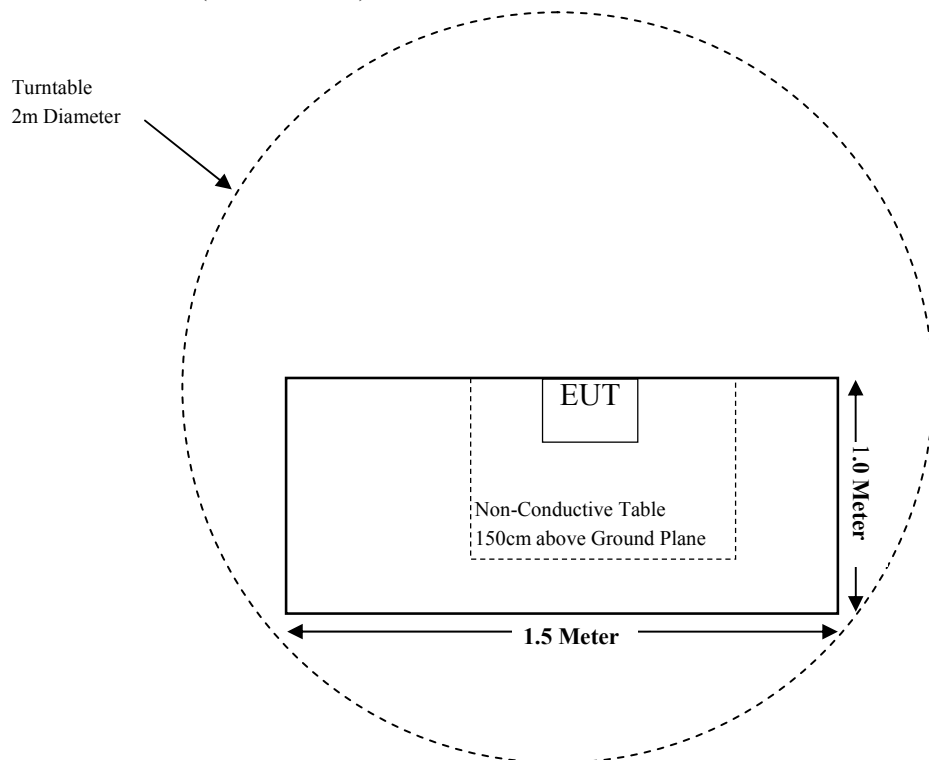 Turntable
2m Diameter
EUT
Non-Conductive Table
150cm above Ground Plane
1.0 Meter
1.5 Meter